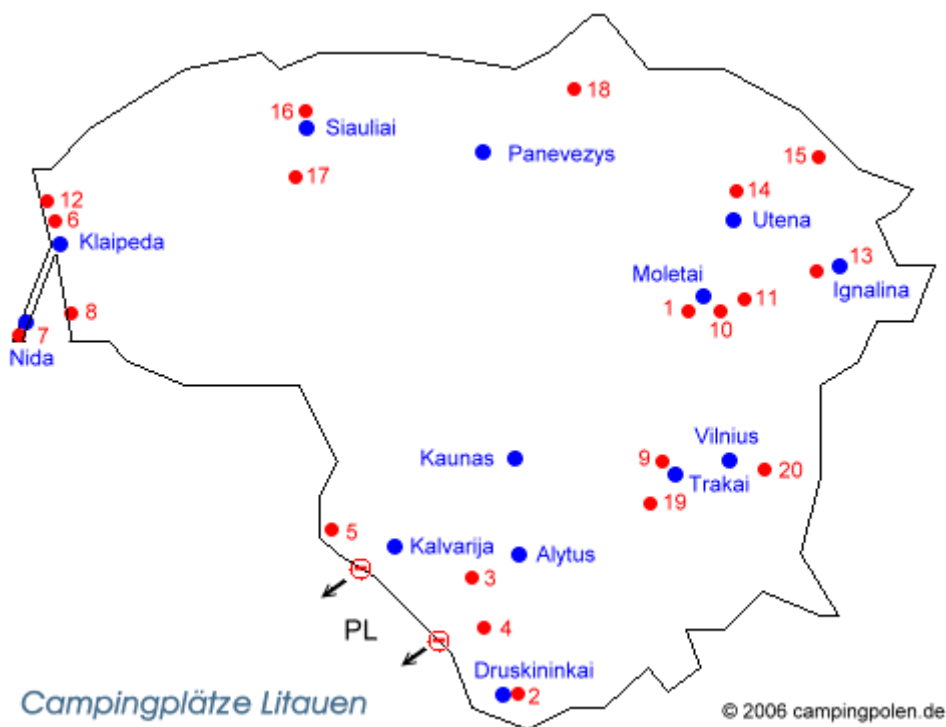 18
16
Siauliai
Panevezys
15
17
14
12
6
Utena
Klaipeda
13
Moletai
Ignalina
11
8
1
10
7
Nida
Vilnius
Kaunas
9
20
Trakai
19
5
Kalvarija
Alytus
3
PL
4
Druskininkai
2
Campingplätze Litauen
© 2006 campingpolen.de